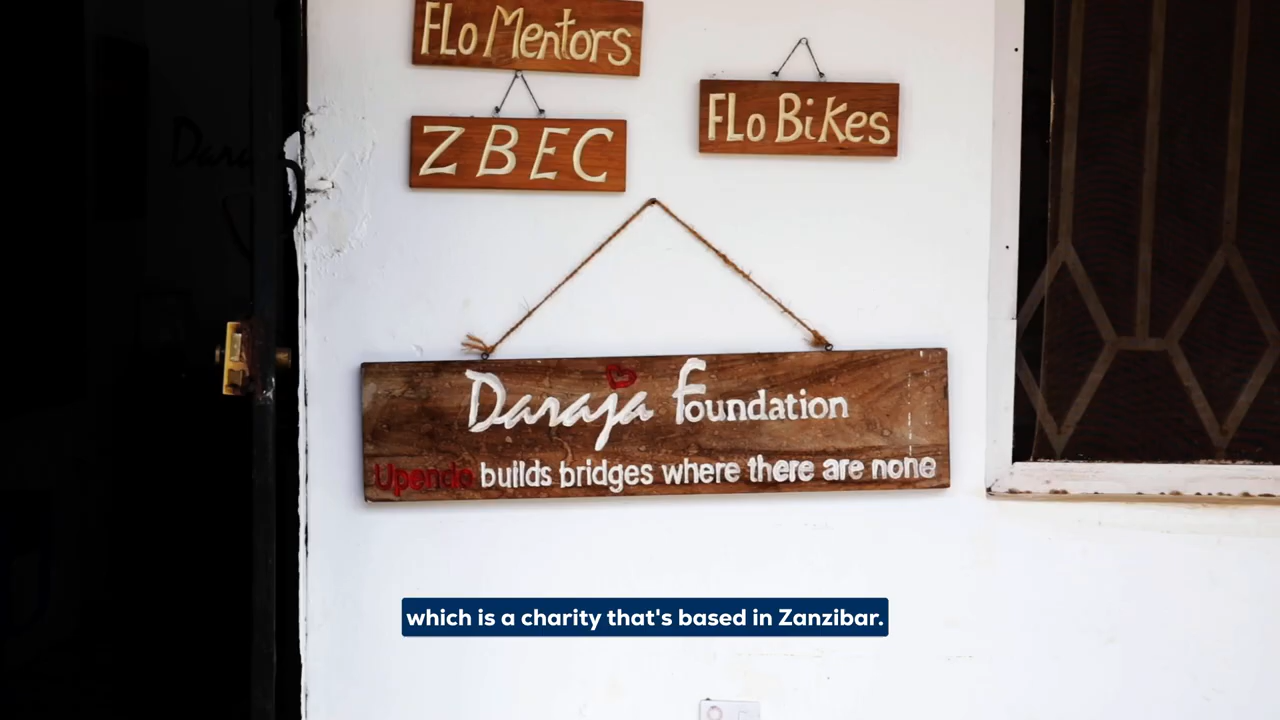 FLo Mentors
Z B E C
FLo Bikes
Daraja Foundation
Upendo builds bridges where there are none
which is a charity that's based in Zanzibar.